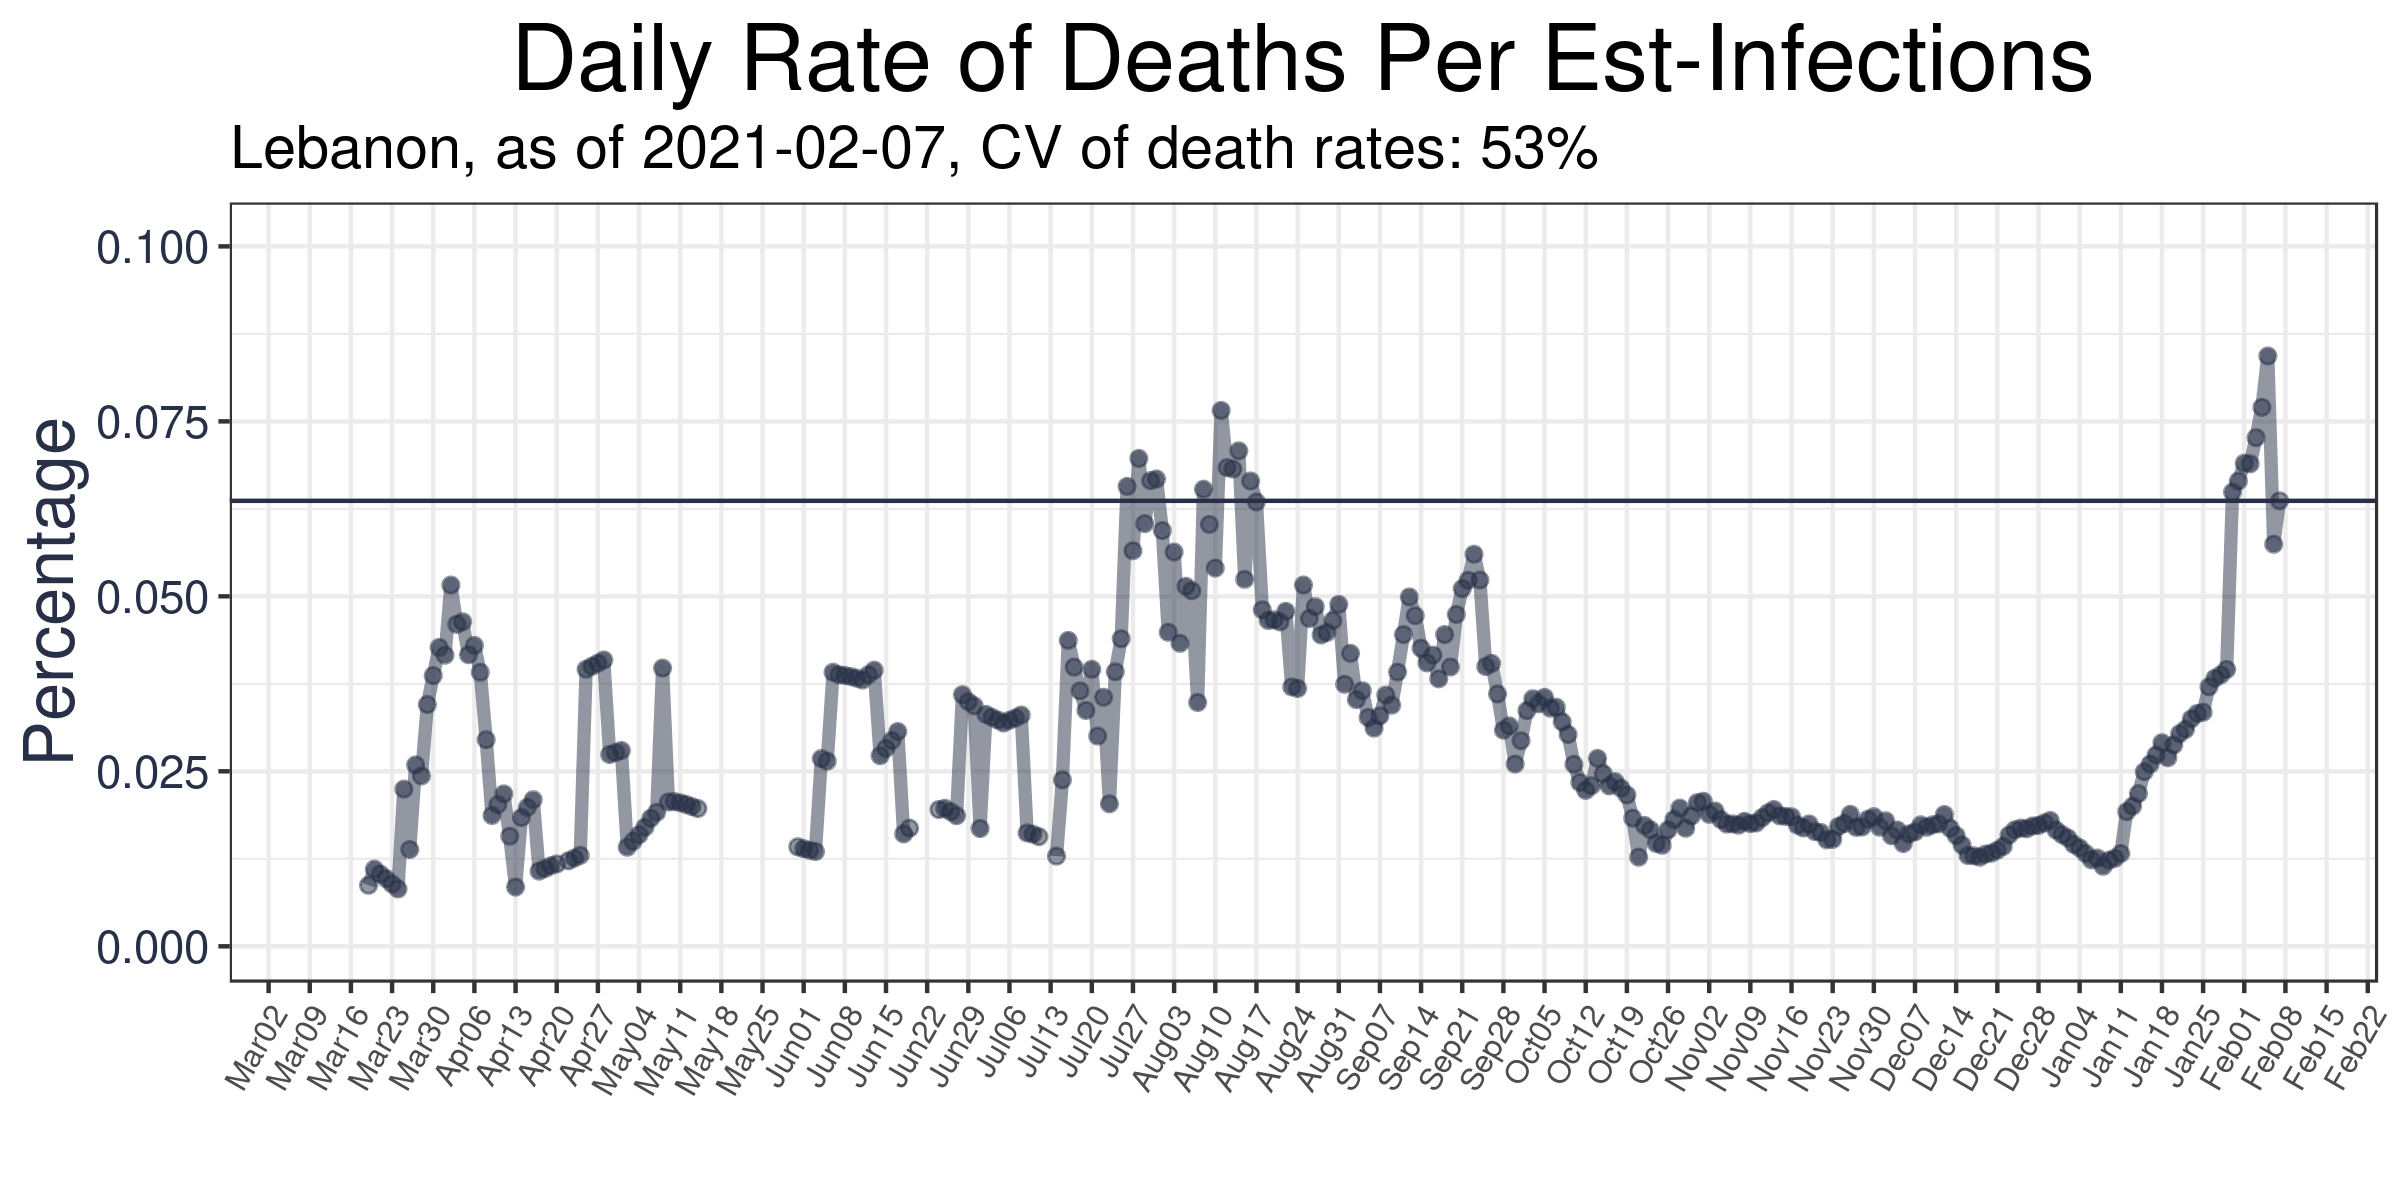 Daily Rate of Deaths Per Est-Infections
Lebanon, as of 2021-02-07, CV of death rates: 53%
Percentage
0.100
0.075
0.050
0.025
0.000
Mar02
Mar09
Mar16
Mar23
Mar30
Apr06
Apr13
Apr20
Apr27
May04
May11
May18
May25
Jun01
Jun08
Jun15
Jun22
Jun29
Jul06
Jul13
Jul20
Jul27
Aug03
Aug10
Aug17
Aug24
Aug31
Sep07
Sep14
Sep21
Sep28
Oct05
Oct12
Oct19
Oct26
Nov02
Nov09
Nov16
Nov23
Nov30
Dec07
Dec14
Dec21
Dec28
Jan04
Jan11
Jan18
Jan25
Feb01
Feb08
Feb15
Feb22